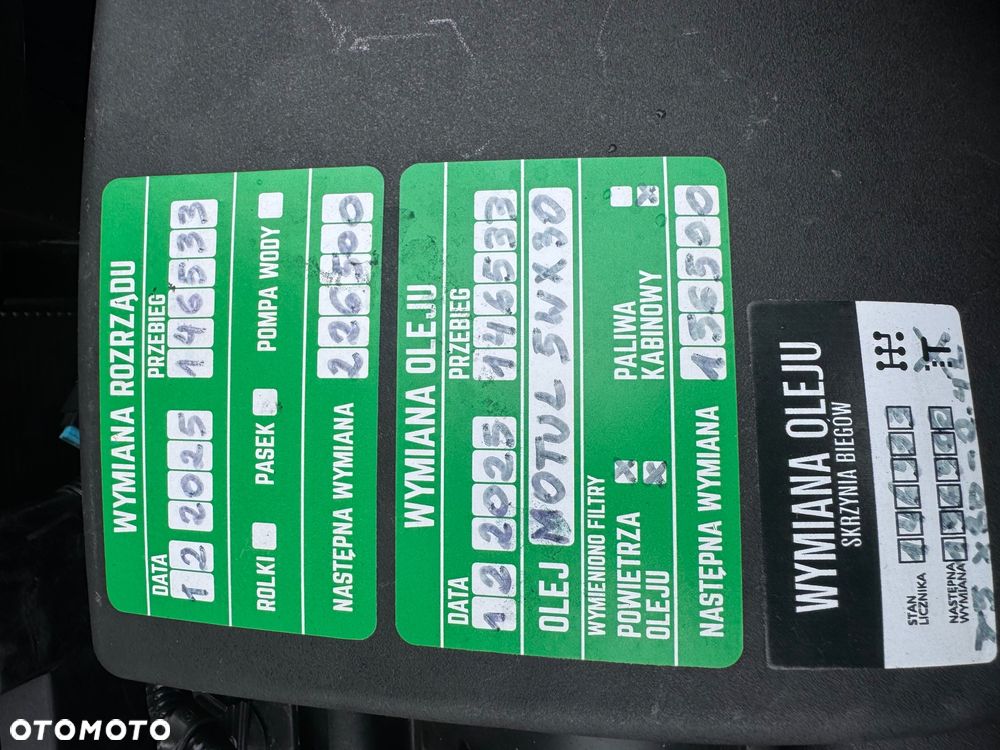 WYMIANA ROZRZĄDU
DATA PRZEBIEG
12 2025 146533
ROLKI PASEK POMPA WODY
NASTĘPNA WYMIANA 226500
WYMIANA OLEJU
DATA PRZEBIEG
12 2025 146533
OLEJ MOTUL 5WX30
WYMIENIONO FILTRY
POWIETRZA X PALIWA
OLEJU X KABINOWY X
NASTĘPNA WYMIANA 156500
WYMIANA OLEJU
SKRZYNIA BIEGÓW
STAN
LICZNIKA
NASTĘPNA
WYMIANA
OTOMOTO